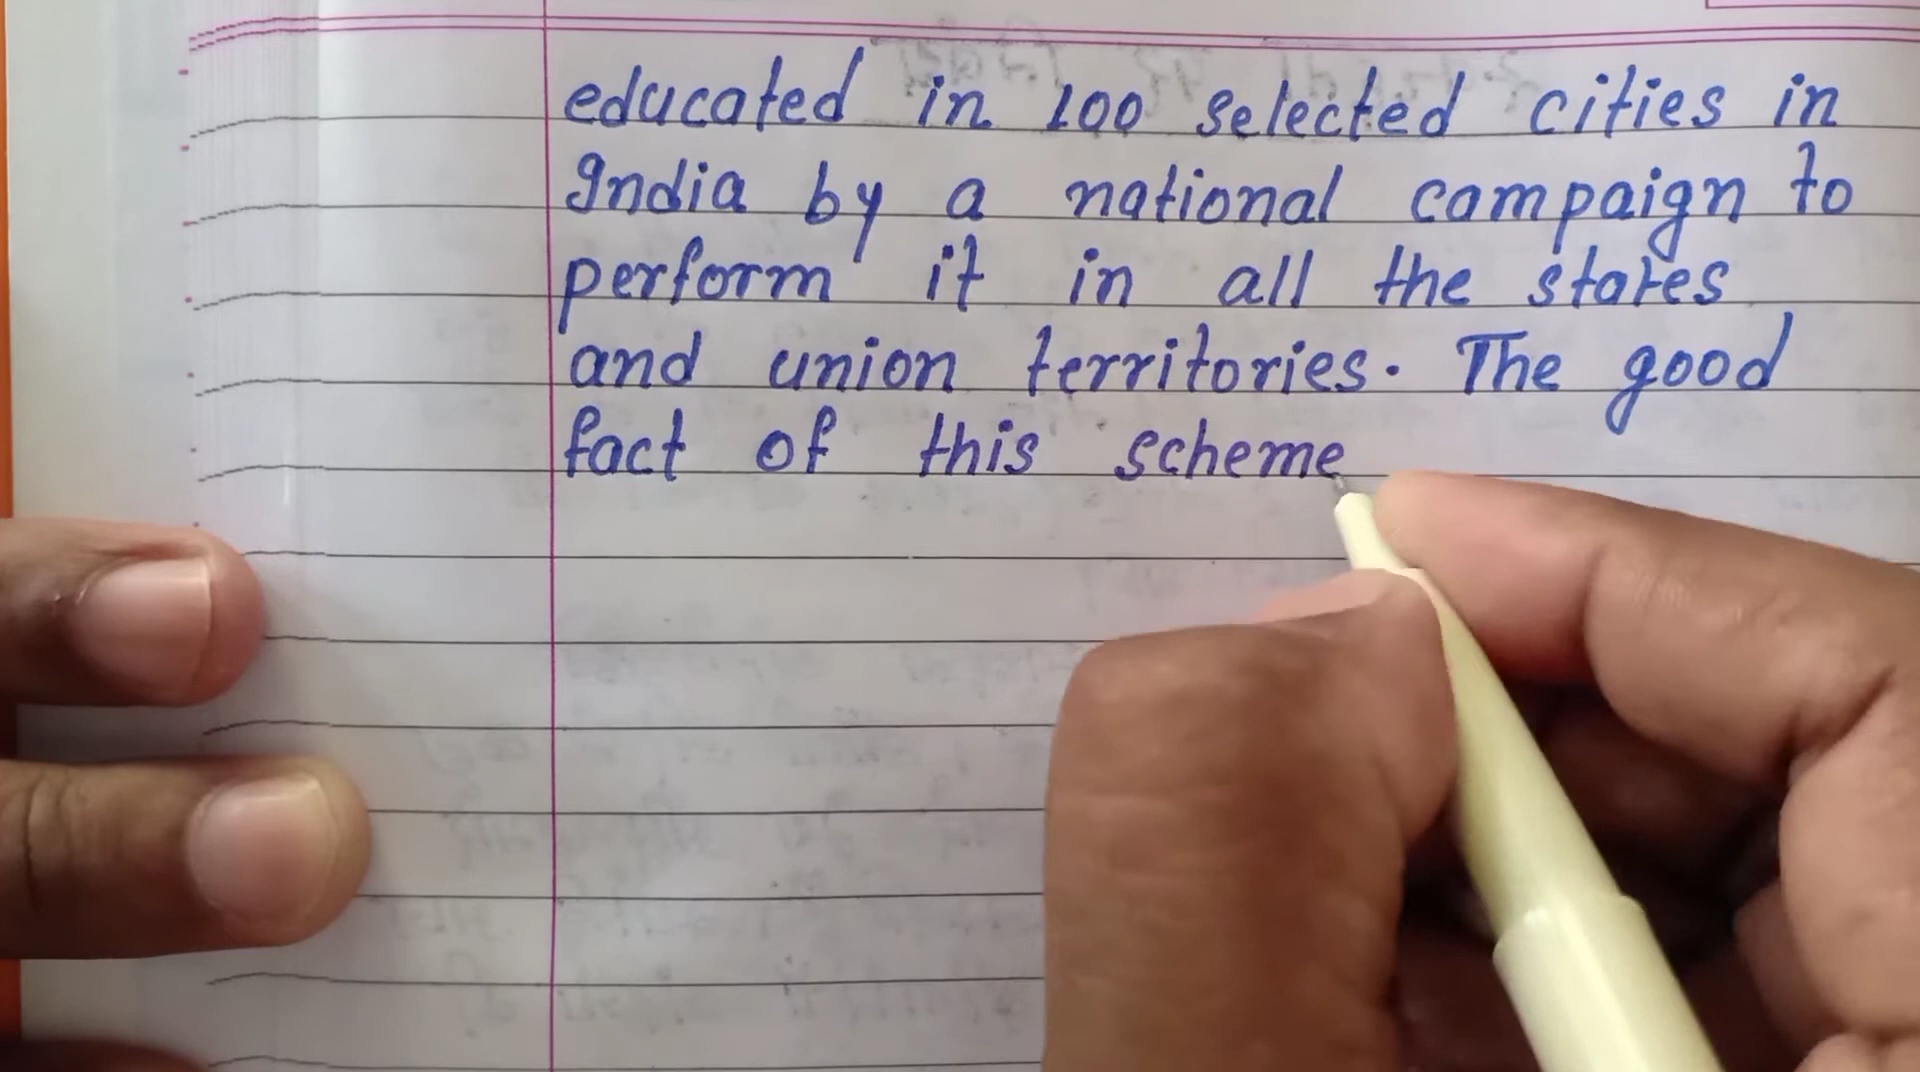 educated in 100 selected cities in
India by a national campaign to
perform it in all the states
and union territories. The good
fact of this scheme